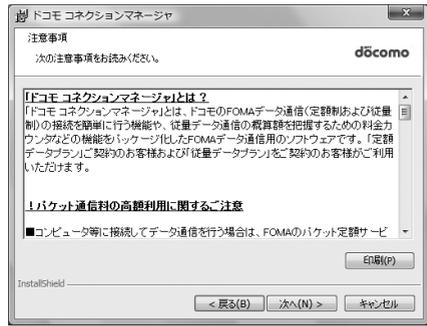 ドコモ コネクションマネージャ
注意事項
次の注意事項をお読みください。
döcomo
「ドコモ コネクションマネージャ」とは？
「ドコモ コネクションマネージャ」とは、ドコモのFOMAデータ通信(定額制および従量
制)の接続を簡単に行う機能や、従量データ通信の概算額を把握するための料金カ
ウンタなどの機能をパッケージ化したFOMAデータ通信用のソフトウェアです。「定額
データプラン」ご契約のお客様および「従量データプラン」をご契約のお客様がご利用
いただけます。
！パケット通信料の高額利用に関するご注意
■コンピュータ等に接続してデータ通信を行う場合は、FOMAのパケット定額サービ
印刷(P)
InstallShield
< 戻る(B)
次へ(N) >
キャンセル